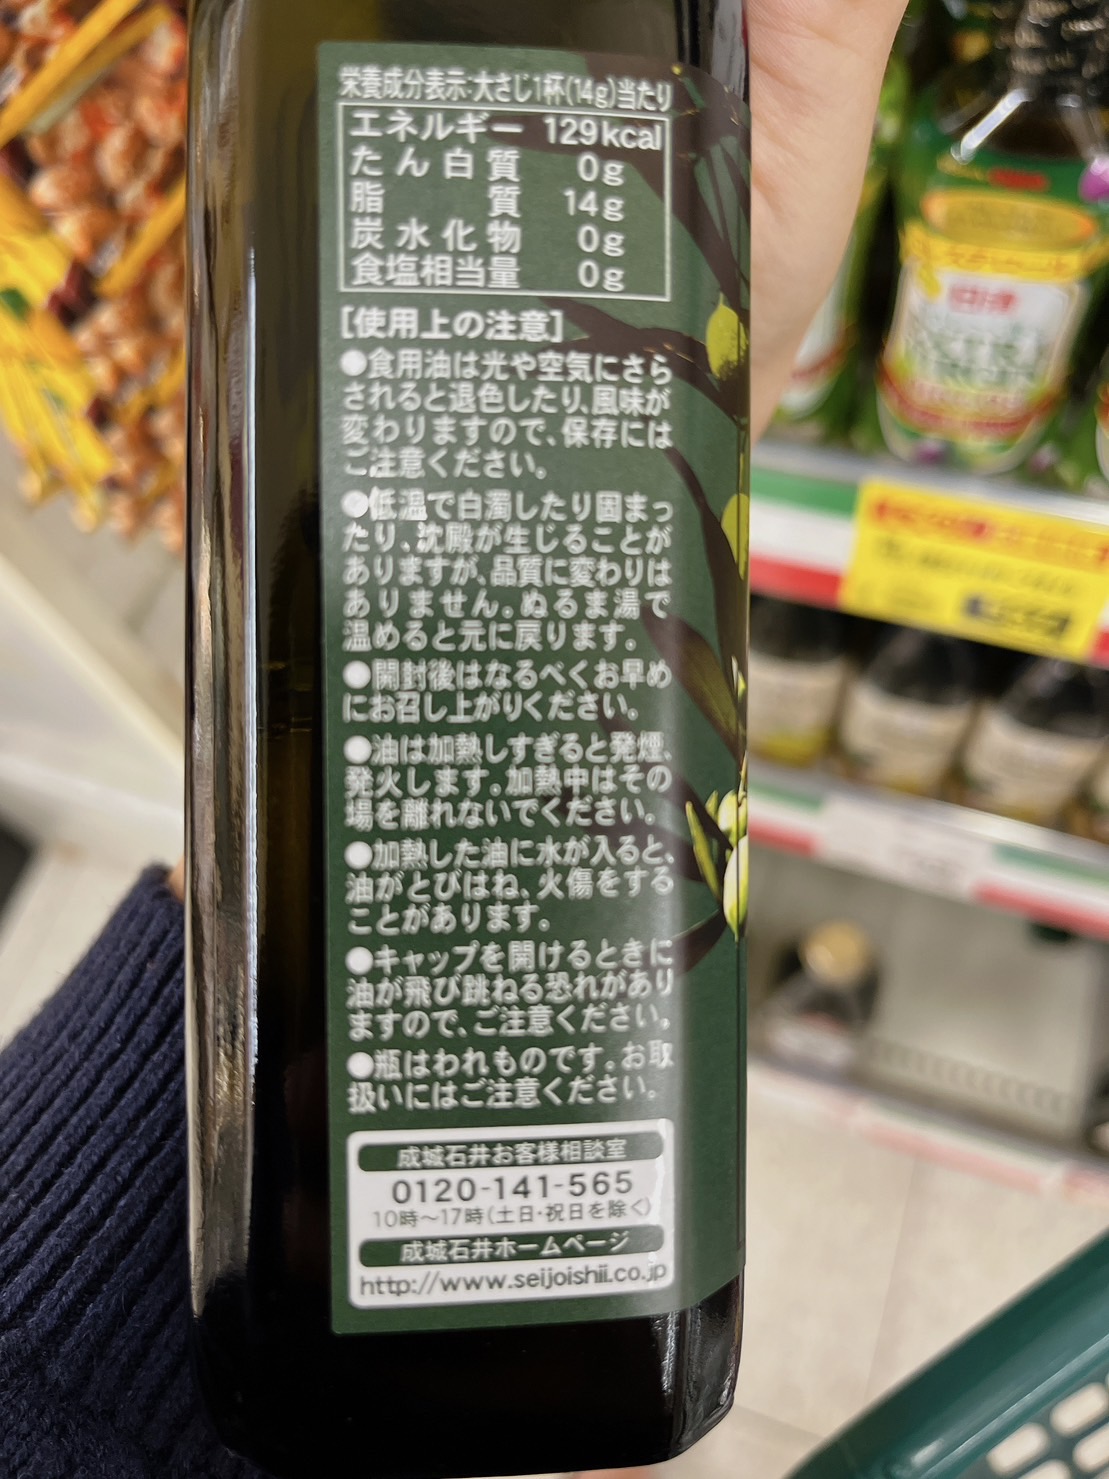 栄養成分表示:大さじ1杯(14g)当たり
エネルギー 129kcal
たん白質 0g
脂質 14g
炭水化物 0g
食塩相当量 0g
[使用上の注意]
●食用油は光や空気にさら
されると退色したり、風味が
変わりますので、保存には
ご注意ください。
●低温で白濁したり固まっ
たり、沈殿が生じることが
ありますが、品質に変わりは
ありません。ぬるま湯で
温めると元に戻ります。
●開封後はなるべくお早め
にお召し上がりください。
●油は加熱しすぎると発煙、
発火します。加熱中はその
場を離れないでください。
●加熱した油に水が入ると、
油がとびはね、火傷をする
ことがあります。
●キャップを開けるときに
油が飛び跳ねる恐れがあり
ますので、ご注意ください。
●瓶はわれものです。お取
扱いにはご注意ください。
成城石井お客様相談室
0120-141-565
10時〜17時(土日・祝日を除く)
成城石井ホームページ
http://www.seijoishii.co.jp